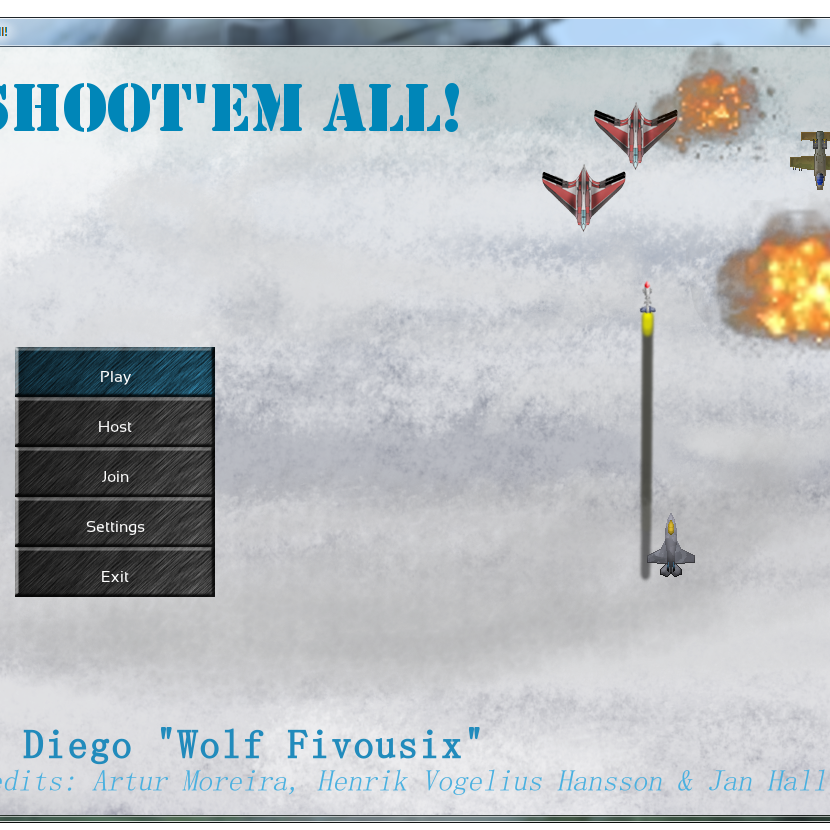 SHOOT'EM ALL!
Play
Host
Join
Settings
Exit
Diego "Wolf Fivousix"
edits: Artur Moreira, Henrik Vogelius Hansson & Jan Hall